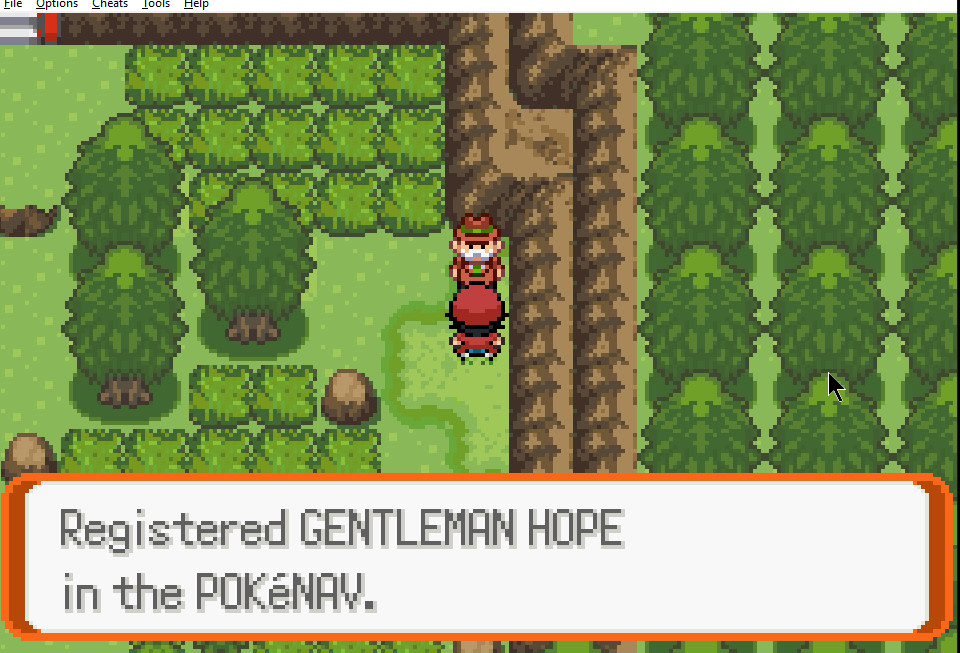 File Options Cheats Tools Help
Registered GENTLEMAN HOPE
in the POKéNAV.